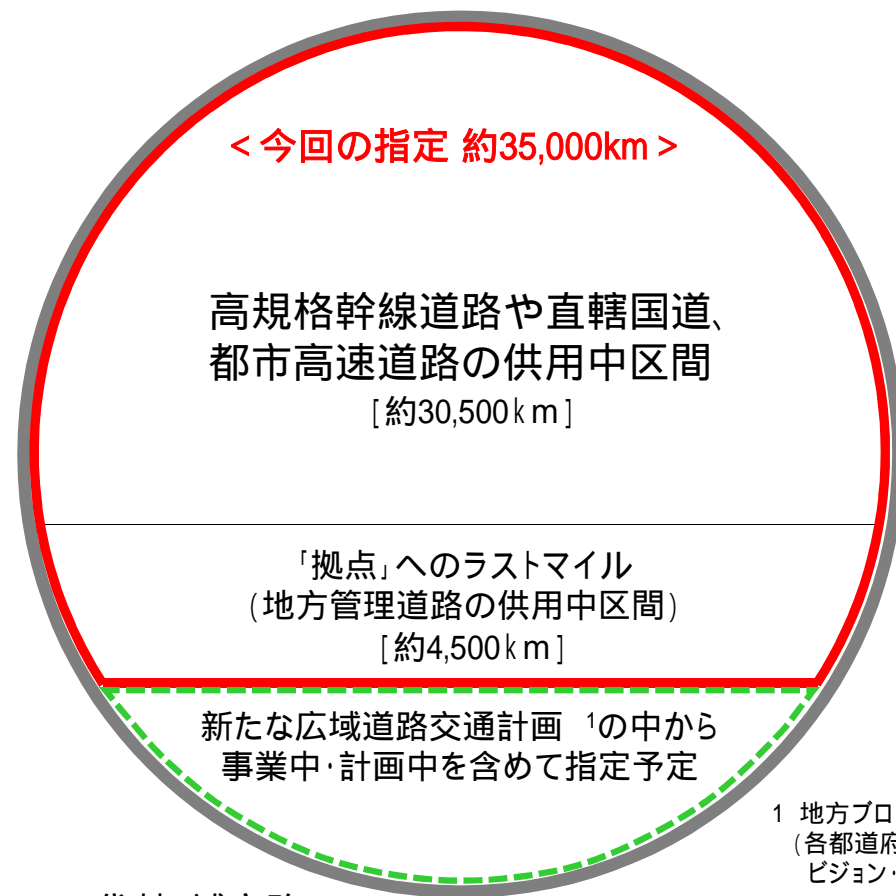 <今回の指定 約35,000km>
高規格幹線道路や直轄国道、
都市高速道路の供用中区間
[約30,500km]
「拠点」へのラストマイル
(地方管理道路の供用中区間)
[約4,500km]
新たな広域道路交通計画 1の中から
事業中・計画中を含めて指定予定
1 地方ブロ
(各都道府
ビジョン・